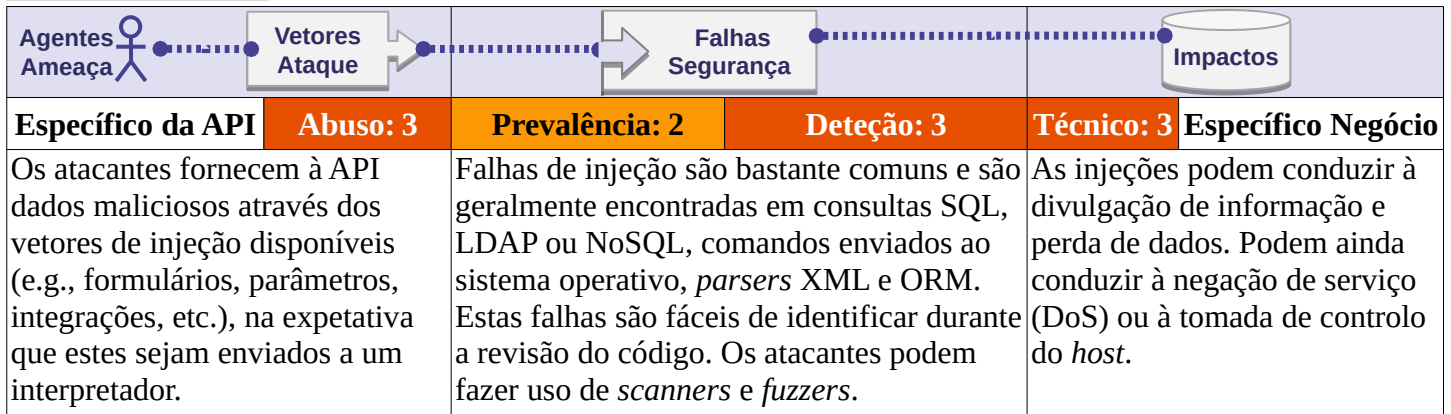 Agentes
Ameaça
Vetores
Ataque
Falhas
Segurança
Impactos
Específico da API
Abuso: 3
Prevalência: 2
Deteção: 3
Técnico: 3
Específico Negócio
Os atacantes fornecem à API
dados maliciosos através dos
vetores de injeção disponíveis
(e.g., formulários, parâmetros,
integrações, etc.), na expetativa
que estes sejam enviados a um
interpretador.
Falhas de injeção são bastante comuns e são
geralmente encontradas em consultas SQL,
LDAP ou NoSQL, comandos enviados ao
sistema operativo, parsers XML e ORM.
Estas falhas são fáceis de identificar durante
a revisão do código. Os atacantes podem
fazer uso de scanners e fuzzers.
As injeções podem conduzir à
divulgação de informação e
perda de dados. Podem ainda
conduzir à negação de serviço
(DoS) ou à tomada de controlo
do host.